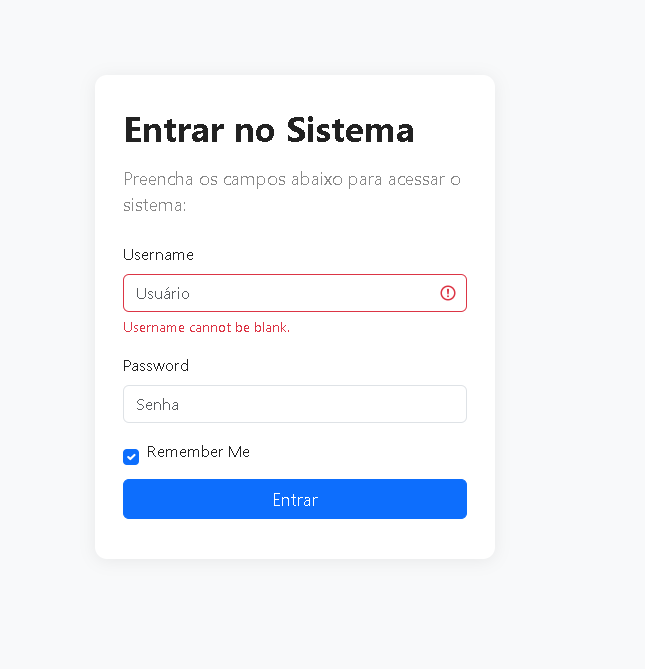 Entrar no Sistema
Preencha os campos abaixo para acessar o
sistema:
Username
Usuário
Username cannot be blank.
Password
Senha
Remember Me
Entrar